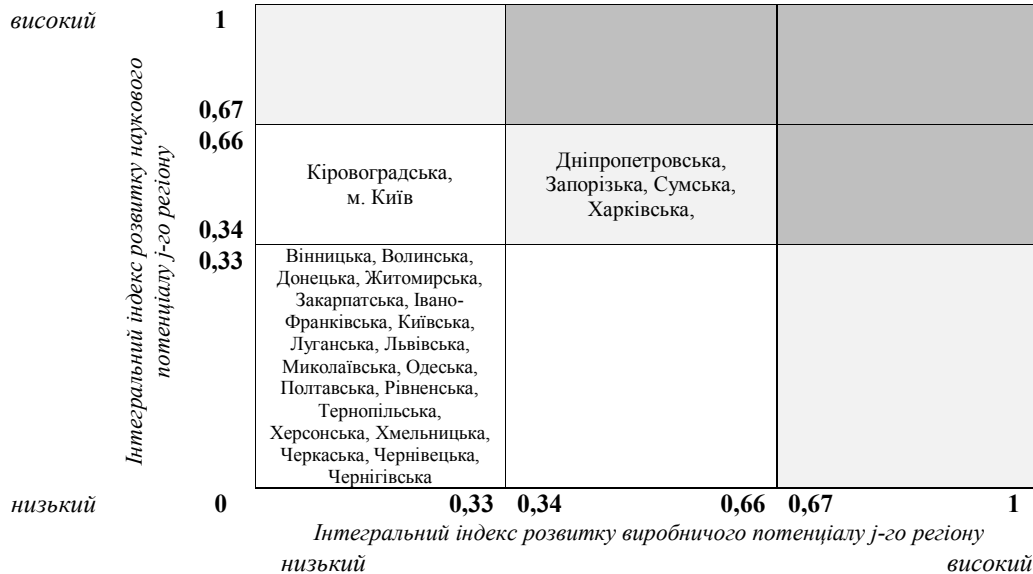 високий
1
Інтегральний індекс розвитку наукового
потенціалу j-го регіону
0,67
0,66
Кіровоградська,
м. Київ
Дніпропетровська,
Запорізька, Сумська,
Харківська,
0,34
0,33
Вінницька, Волинська,
Донецька, Житомирська,
Закарпатська, Івано-
Франківська, Київська,
Луганська, Львівська,
Миколаївська, Одеська,
Полтавська, Рівненська,
Тернопільська,
Херсонська, Хмельницька,
Черкаська, Чернівецька,
Чернігівська
низький
0
0,33
0,34
0,66
0,67
1
Інтегральний індекс розвитку виробничого потенціалу j-го регіону
низький
високий